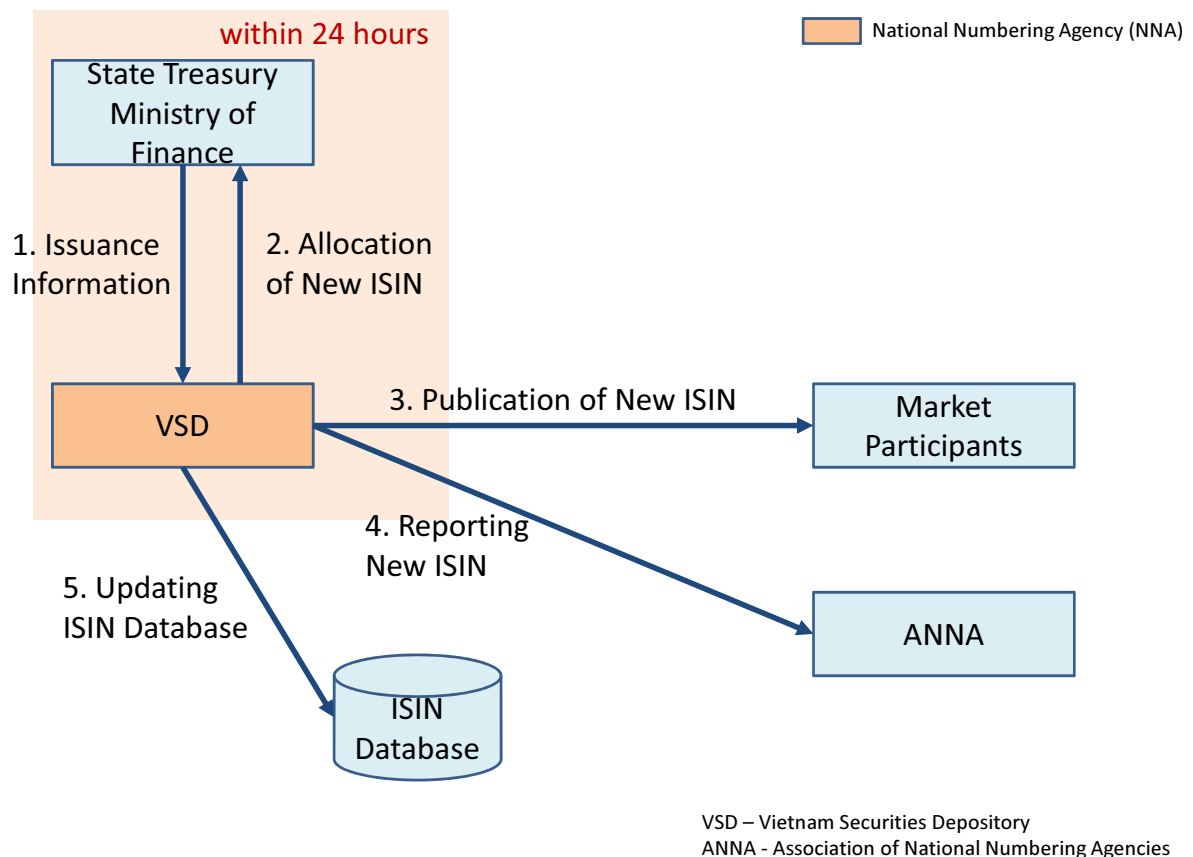 within 24 hours
National Numbering Agency (NNA)
State Treasury
Ministry of
Finance
1. Issuance
Information
2. Allocation
of New ISIN
VSD
3. Publication of New ISIN
Market
Participants
4. Reporting
New ISIN
5. Updating
ISIN Database
ANNA
ISIN
Database
VSD – Vietnam Securities Depository
ANNA - Association of National Numbering Agencies